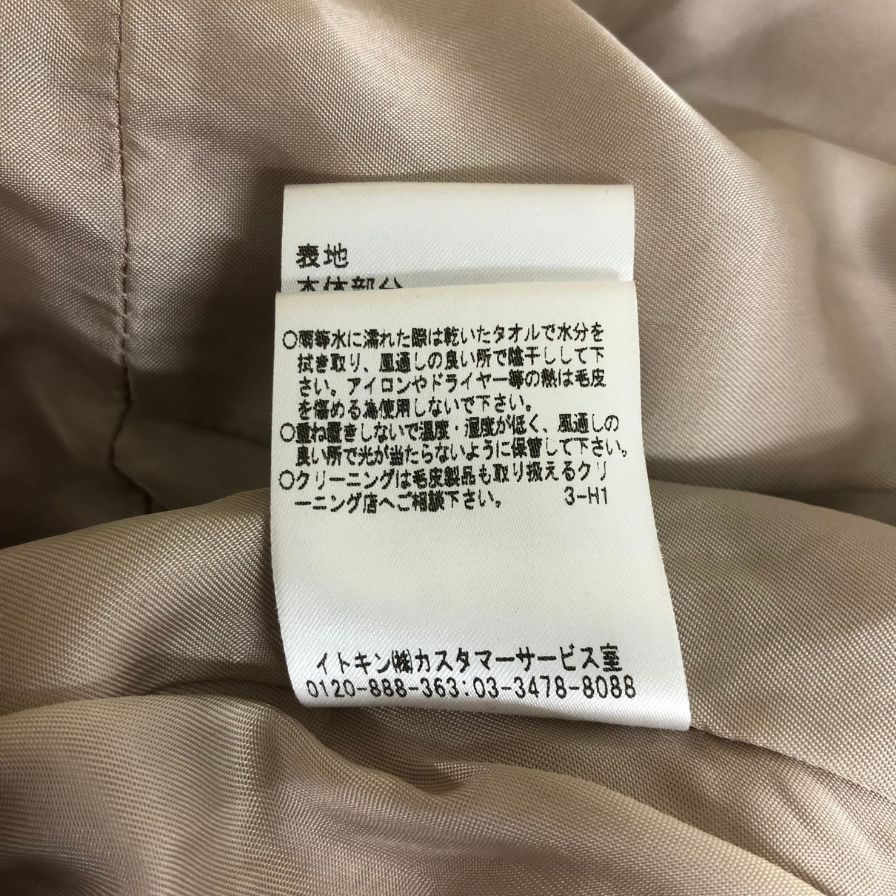 表地
本体部分
○雨等水に濡れた際は乾いたタオルで水分を
拭き取り、風通しの良い所で陰干しして下
さい。アイロンやドライヤー等の熱は毛皮
を傷める為使用しないで下さい。
○重ね置きしないで温度・湿度が低く、風通しの
良い所で光が当たらないように保管して下さい。
○クリーニングは毛皮製品も取り扱えるクリ
ーニング店へご相談下さい。 3-H1
イトキン㈱カスタマーサービス室
0120-888-363:03-3478-8088